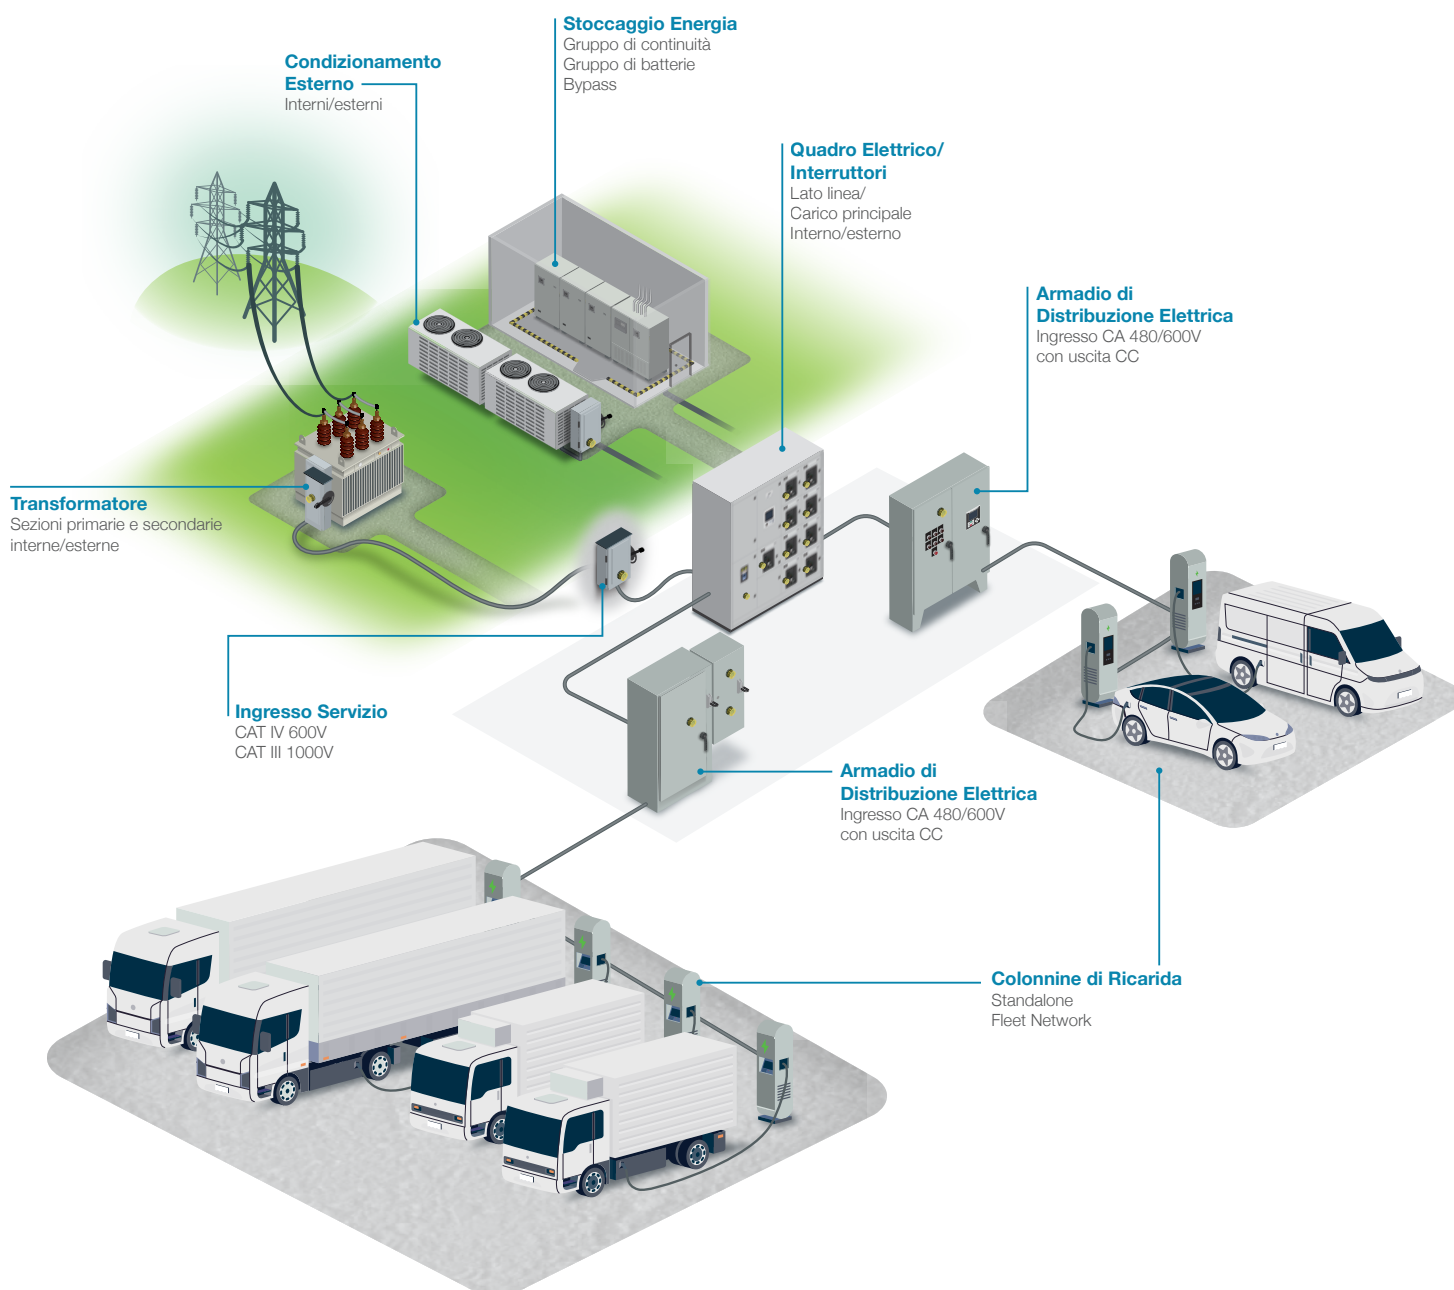 Stoccaggio Energia
Gruppo di continuità
Gruppo di batterie
Bypass
Condizionamento
Esterno
Interni/esterni
Quadro Elettrico/
Interruttori
Lato linea/
Carico principale
Interno/esterno
Armadio di
Distribuzione Elettrica
Ingresso CA 480/600V
con uscita CC
Transformatore
Sezioni primarie e secondarie
interne/esterne
Ingresso Servizio
CAT IV 600V
CAT III 1000V
Armadio di
Distribuzione Elettrica
Ingresso CA 480/600V
con uscita CC
Colonnine di Ricarida
Standalone
Fleet Network